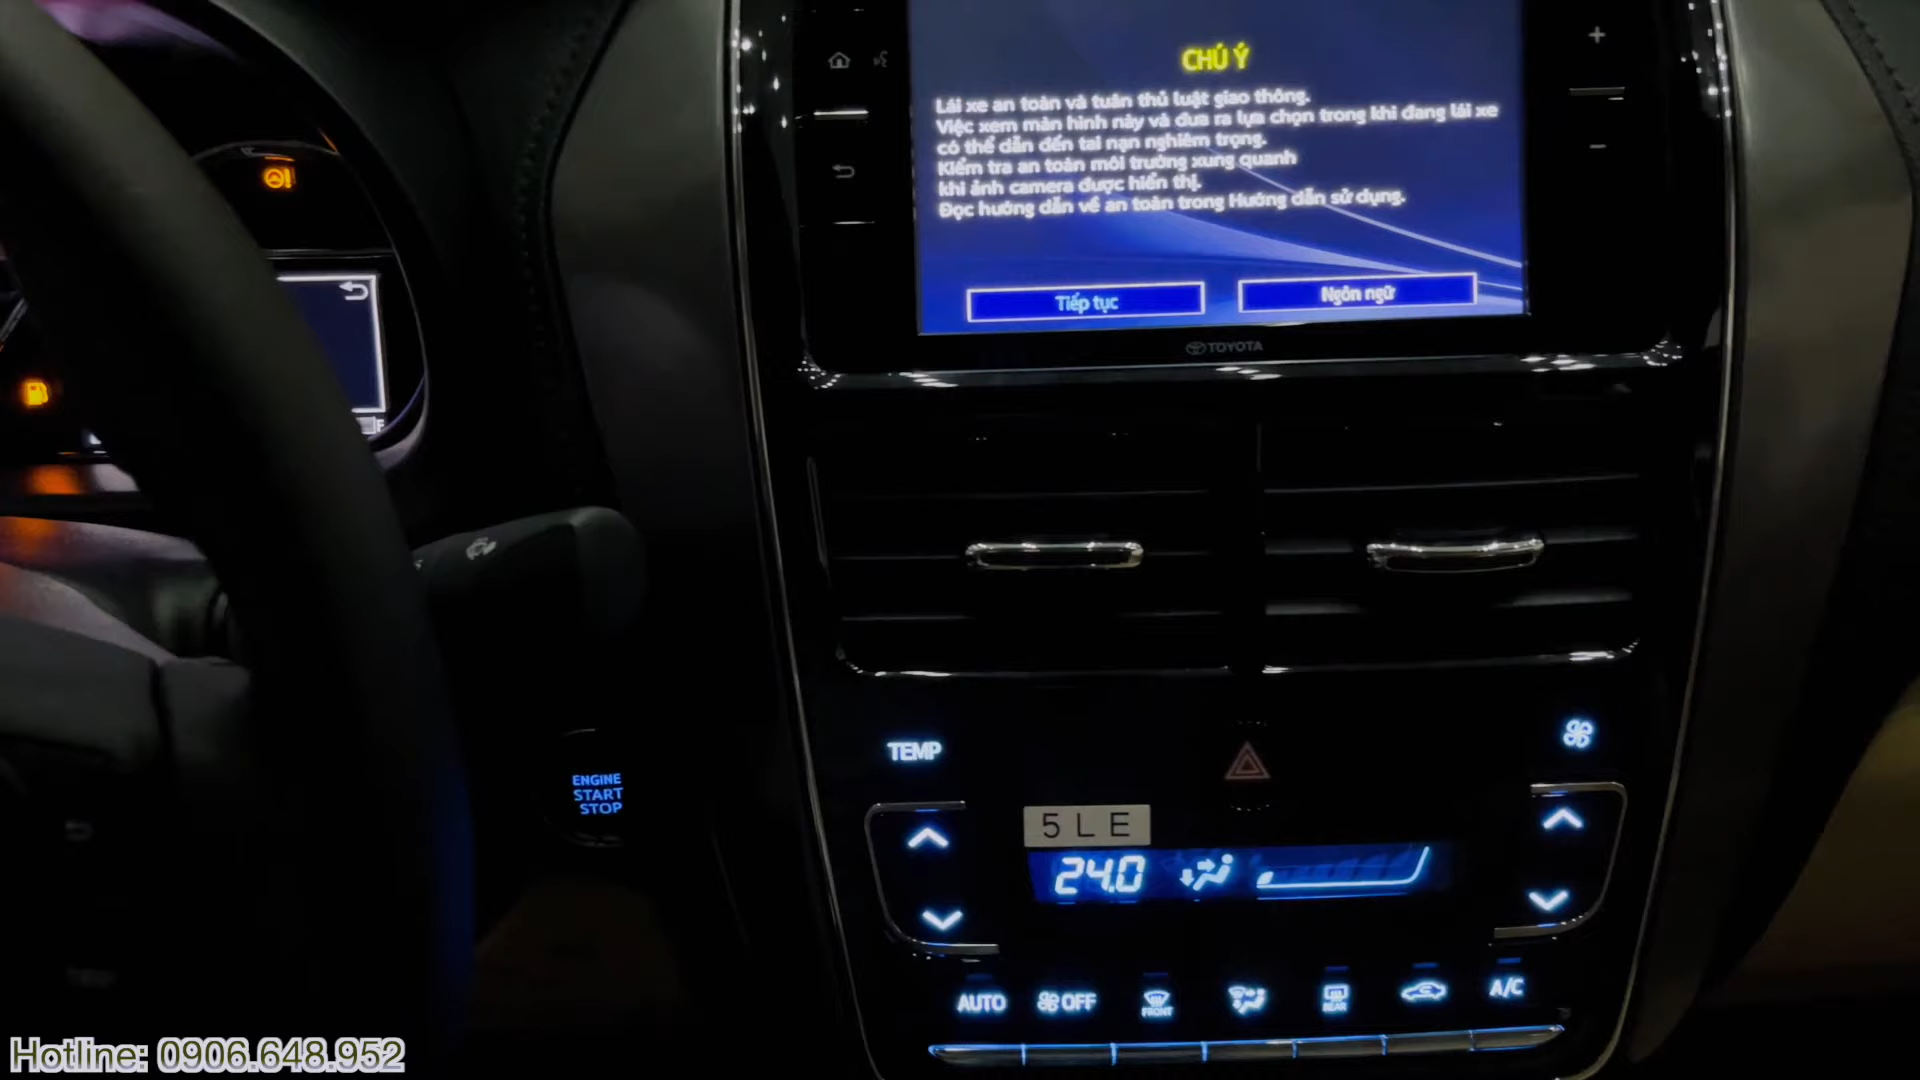 CHÚ Ý
Lái xe an toàn và tuân thủ luật giao thông.
Việc xem màn hình này và đưa ra lựa chọn trong khi đang lái xe
có thể dẫn đến tai nạn nghiêm trọng.
Kiểm tra an toàn môi trường xung quanh
khi ảnh camera được hiển thị.
Đọc hướng dẫn về an toàn trong Hướng dẫn sử dụng.
Tiếp tục
Ngôn ngữ
TOYOTA
F
ENGINE
START
STOP
TEMP
5LE
24.0
AUTO
OFF
FRONT
REAR
A/C
Hotline: 0906.648.952